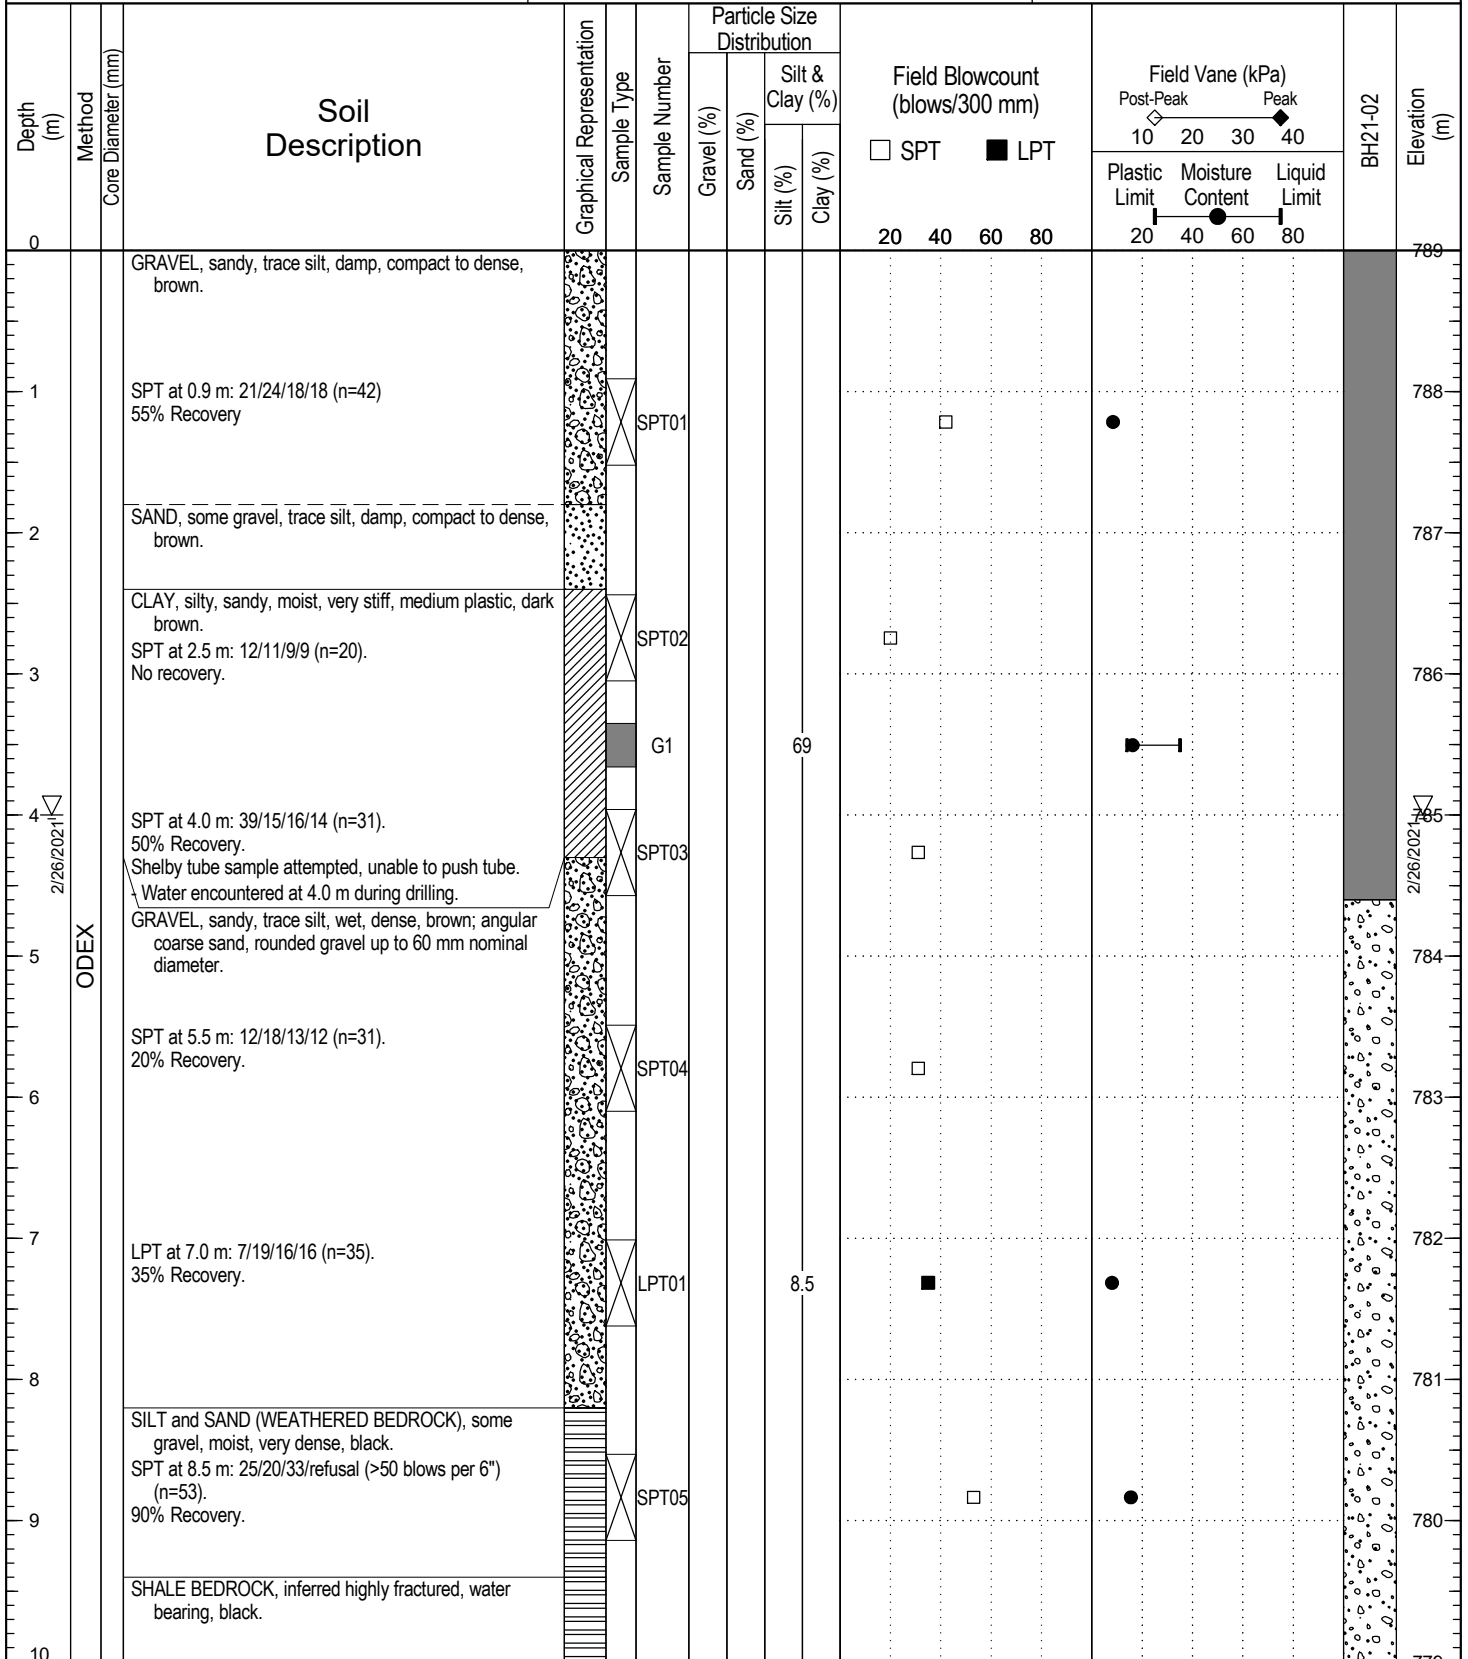 Depth
(m)
Method
Core Diameter (mm)
Soil
Description
Graphical Representation
Sample Type
Sample Number
Particle Size
Distribution
Gravel (%)
Sand (%)
Silt &
Clay (%)
Silt (%)
Clay (%)
Field Blowcount
(blows/300 mm)
SPT LPT
20 40 60 80
Field Vane (kPa)
Post-Peak Peak
10 20 30 40
Plastic Moisture Liquid
Limit Content Limit
20 40 60 80
BH21-02
Elevation
(m)
0
789
GRAVEL, sandy, trace silt, damp, compact to dense,
brown.
1
SPT at 0.9 m: 21/24/18/18 (n=42)
788
55% Recovery
SPT01
SAND, some gravel, trace silt, damp, compact to dense,
brown.
2
787
CLAY, silty, sandy, moist, very stiff, medium plastic, dark
brown.
SPT02
SPT at 2.5 m: 12/11/9/9 (n=20).
No recovery.
3
786
G1
69
4
785
2/26/2021
2/26/2021
SPT at 4.0 m: 39/15/16/14 (n=31).
50% Recovery.
SPT03
Shelby tube sample attempted, unable to push tube.
- Water encountered at 4.0 m during drilling.
GRAVEL, sandy, trace silt, wet, dense, brown; angular
coarse sand, rounded gravel up to 60 mm nominal
diameter.
ODEX
5
784
SPT at 5.5 m: 12/18/13/12 (n=31).
20% Recovery.
SPT04
6
783
7
782
LPT at 7.0 m: 7/19/16/16 (n=35).
35% Recovery.
LPT01
8.5
8
781
SILT and SAND (WEATHERED BEDROCK), some
gravel, moist, very dense, black.
SPT at 8.5 m: 25/20/33/refusal (>50 blows per 6")
(n=53).
90% Recovery.
SPT05
9
780
SHALE BEDROCK, inferred highly fractured, water
bearing, black.
10
779